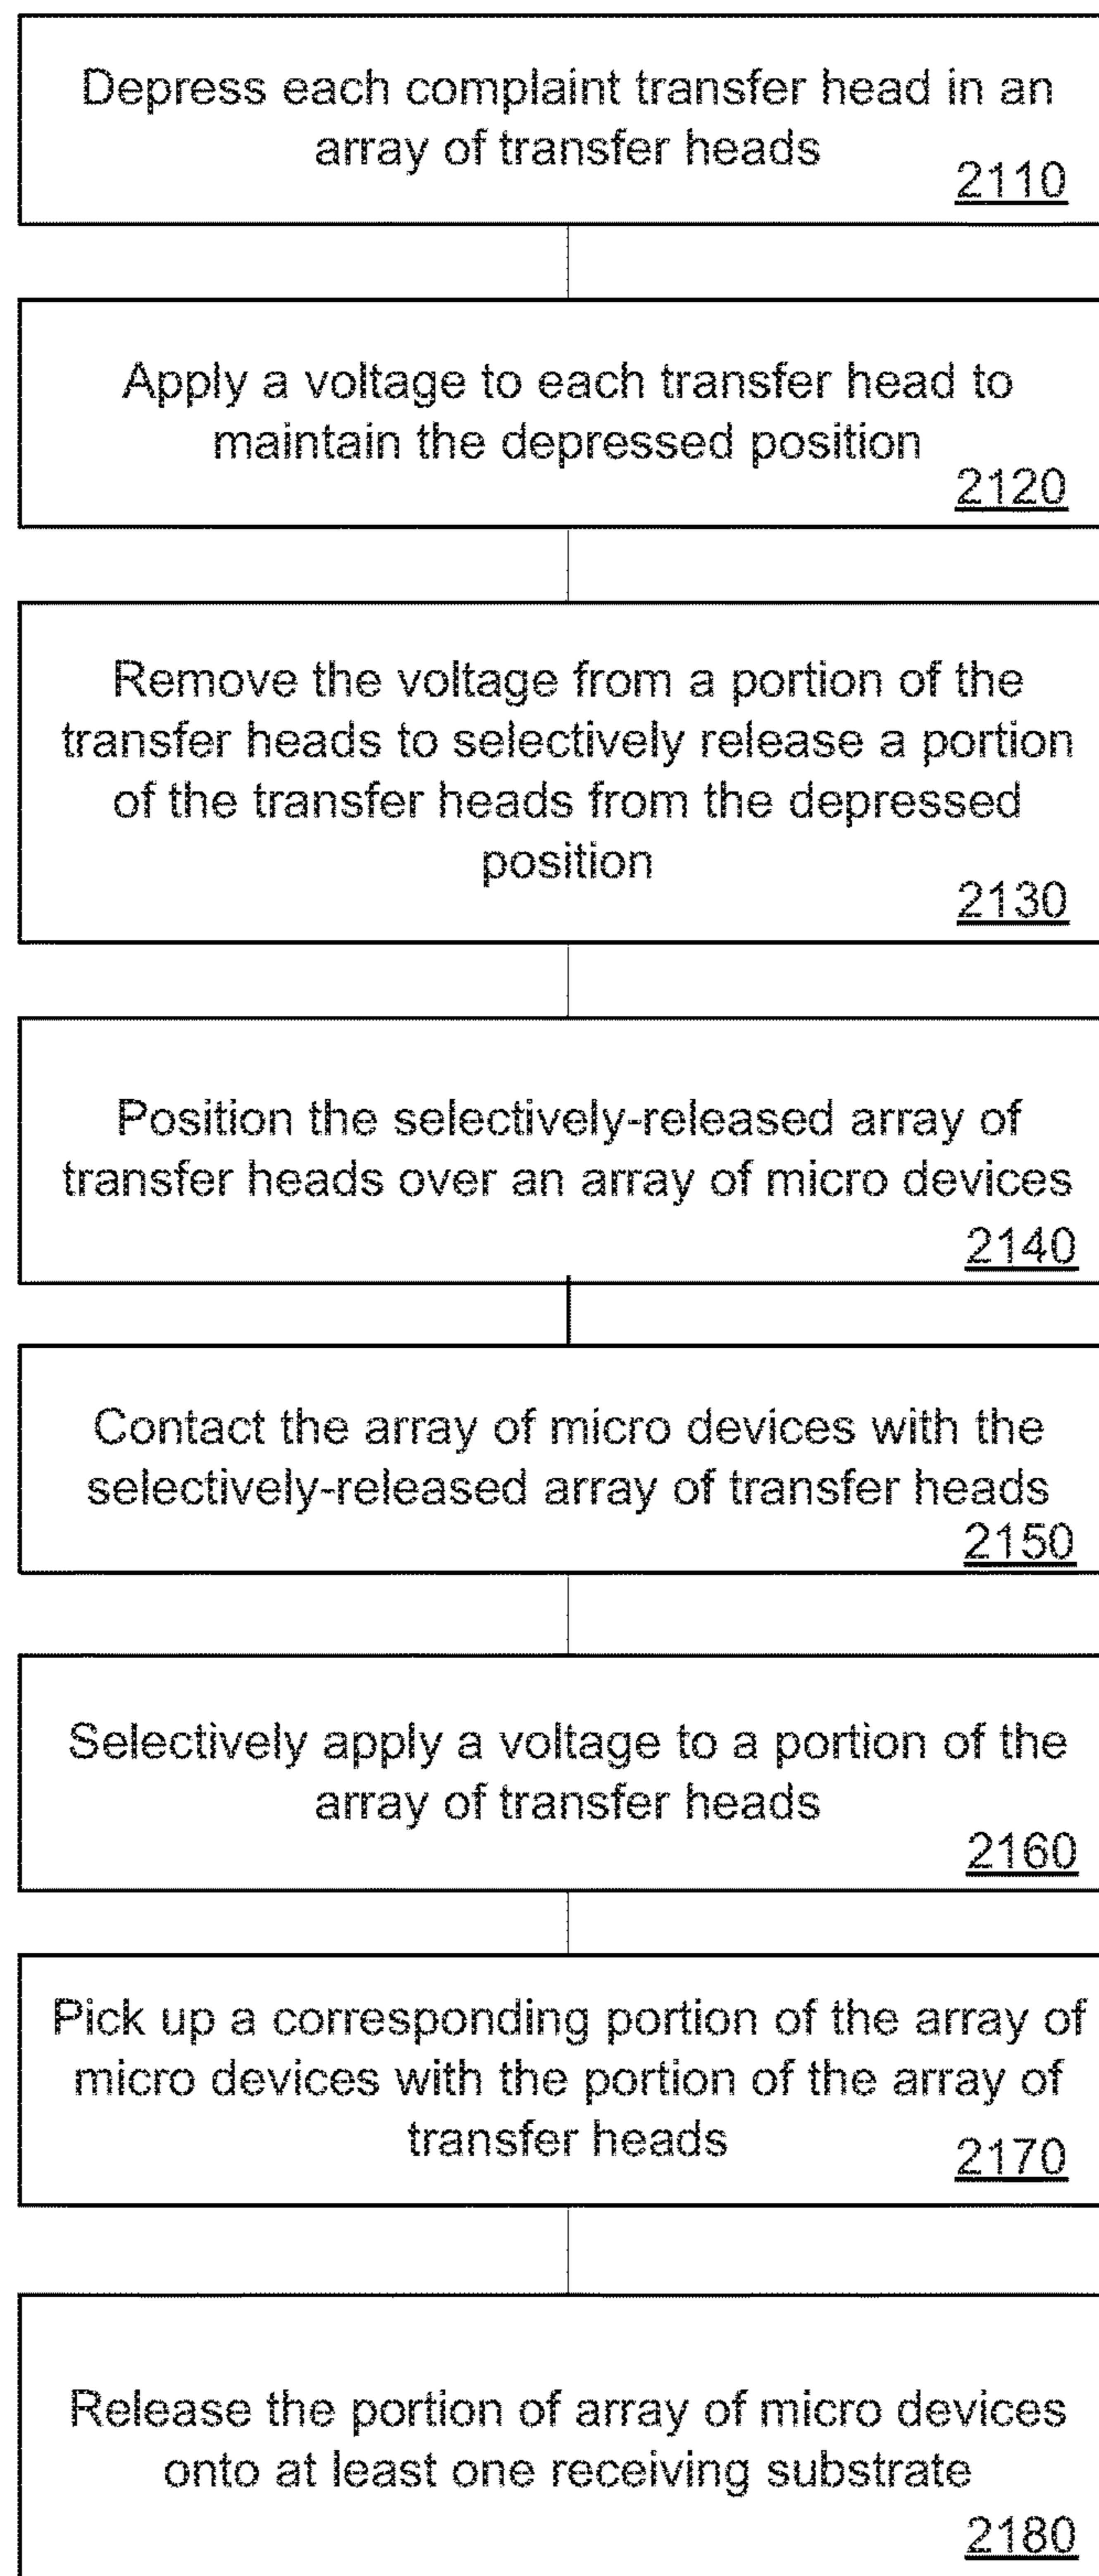 Depress each complaint transfer head in an
array of transfer heads
2110
Apply a voltage to each transfer head to
maintain the depressed position
2120
Remove the voltage from a portion of the
transfer heads to selectively release a portion
of the transfer heads from the depressed
position
2130
Position the selectively-released array of
transfer heads over an array of micro devices
2140
Contact the array of micro devices with the
selectively-released array of transfer heads
2150
Selectively apply a voltage to a portion of the
array of transfer heads
2160
Pick up a corresponding portion of the array of
micro devices with the portion of the array of
transfer heads
2170
Release the portion of array of micro devices
onto at least one receiving substrate
2180